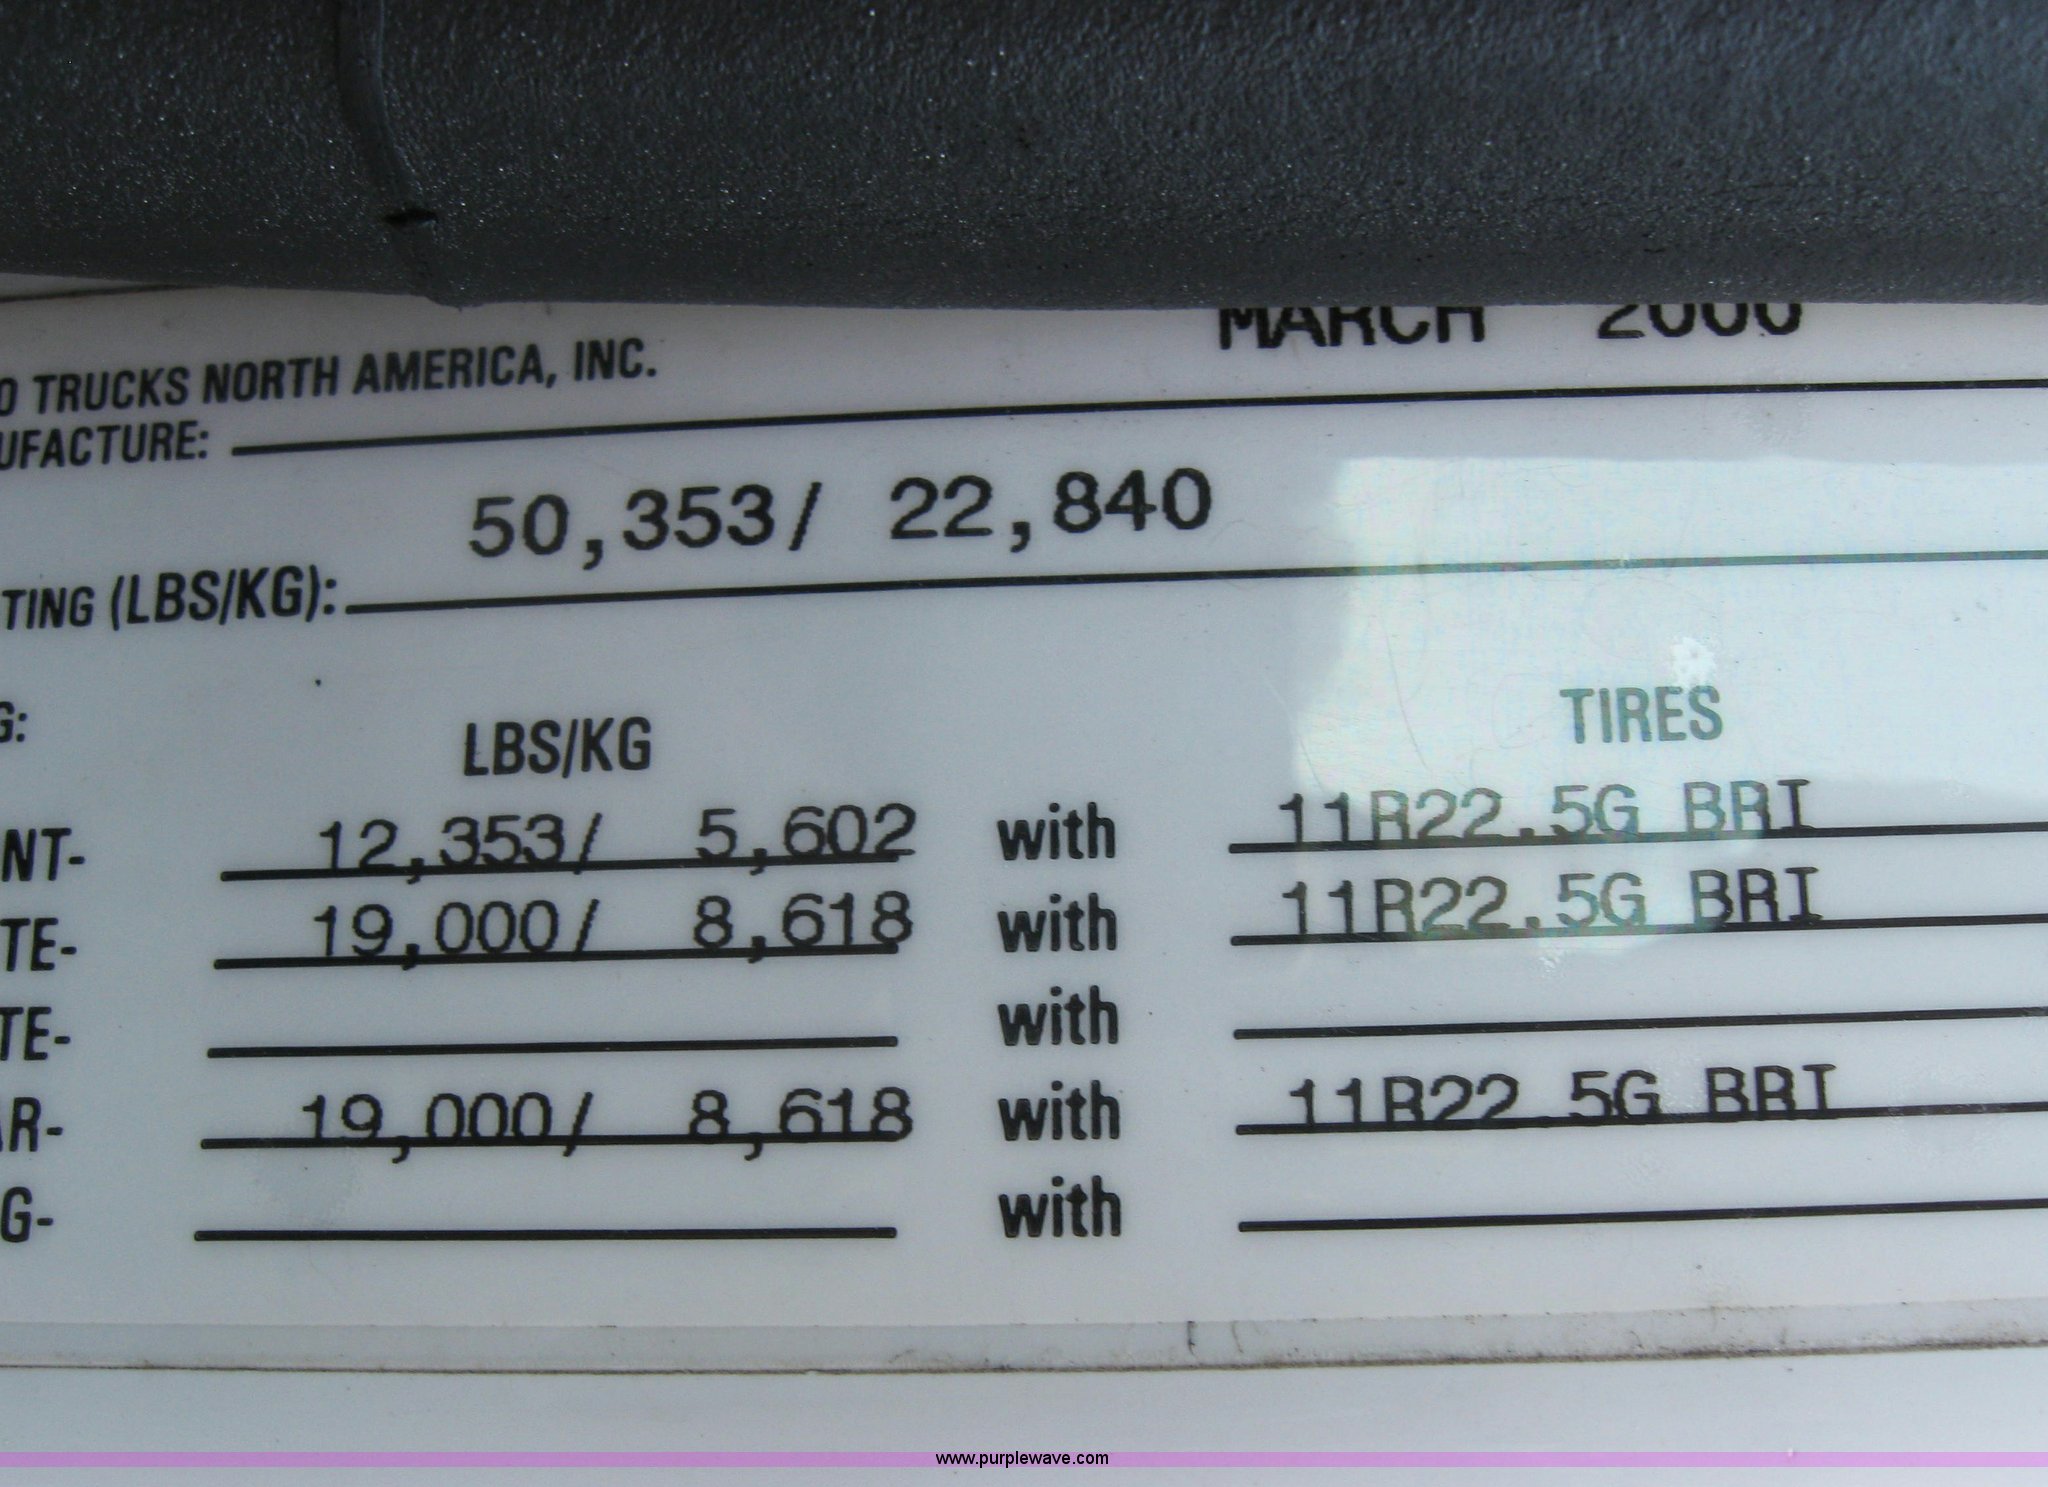 MARCH 2000
O TRUCKS NORTH AMERICA, INC.
UFACTURE:
50,353/ 22,840
TING (LBS/KG):
G:
LBS/KG TIRES
NT- 12,353/ 5,602 with 11R22.5G BRI
TE- 19,000/ 8,618 with 11R22.5G BRI
TE- with
AR- 19,000/ 8,618 with 11R22.5G BRI
G- with
www.purplewave.com